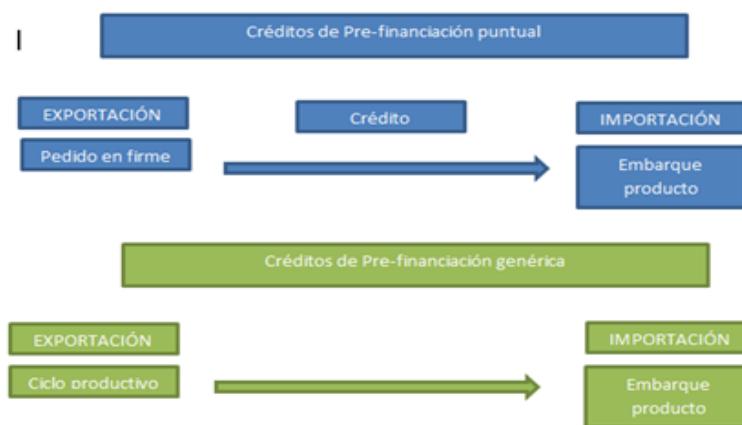 Créditos de Pre-financiación puntual
EXPORTACIÓN
Crédito
IMPORTACIÓN
Pedido en firme
Embarque
producto
Créditos de Pre-financiación genérica
EXPORTACIÓN
IMPORTACIÓN
Ciclo productivo
Embarque
producto